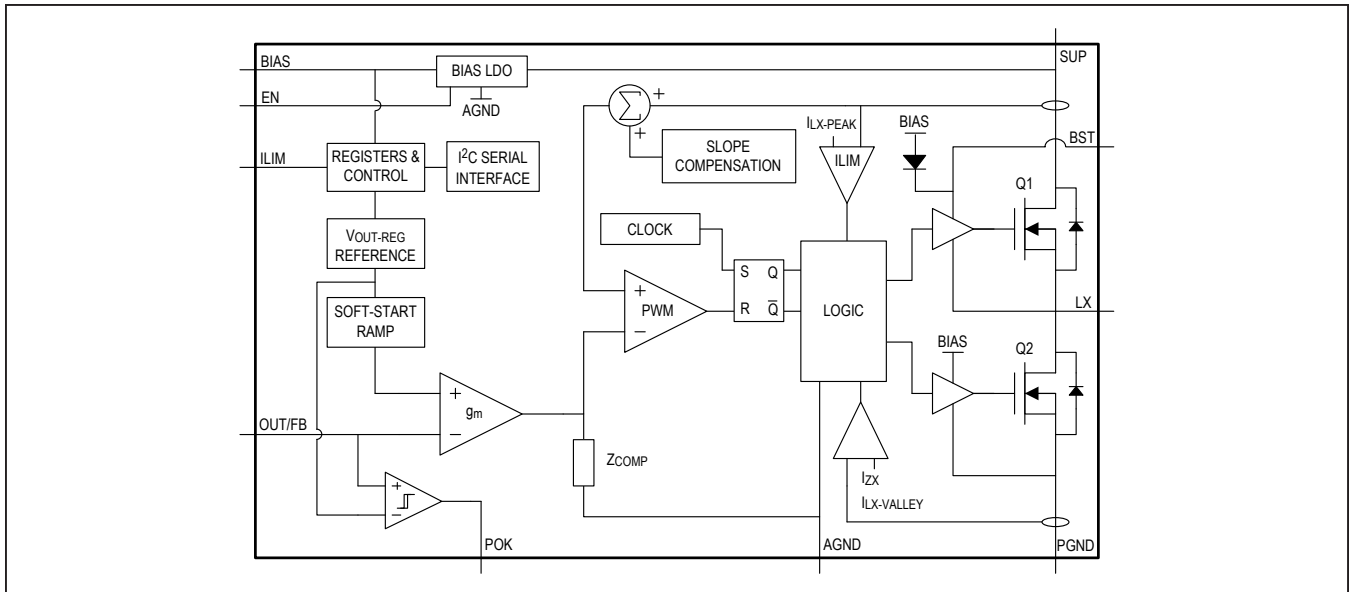 BIAS
BIAS LDO
SUP
EN
AGND
Σ
+
+
ILX-PEAK
BIAS
BST
ILIM
REGISTERS &
CONTROL
I2C SERIAL
INTERFACE
SLOPE
COMPENSATION
ILIM
Q1
VOUT-REG
REFERENCE
CLOCK
S Q
R Q̅
SOFT-START
RAMP
+
PWM
−
LOGIC
LX
BIAS
Q2
+
gm
−
OUT/FB
ZCOMP
IZX
ILX-VALLEY
+
−
POK
AGND
PGND